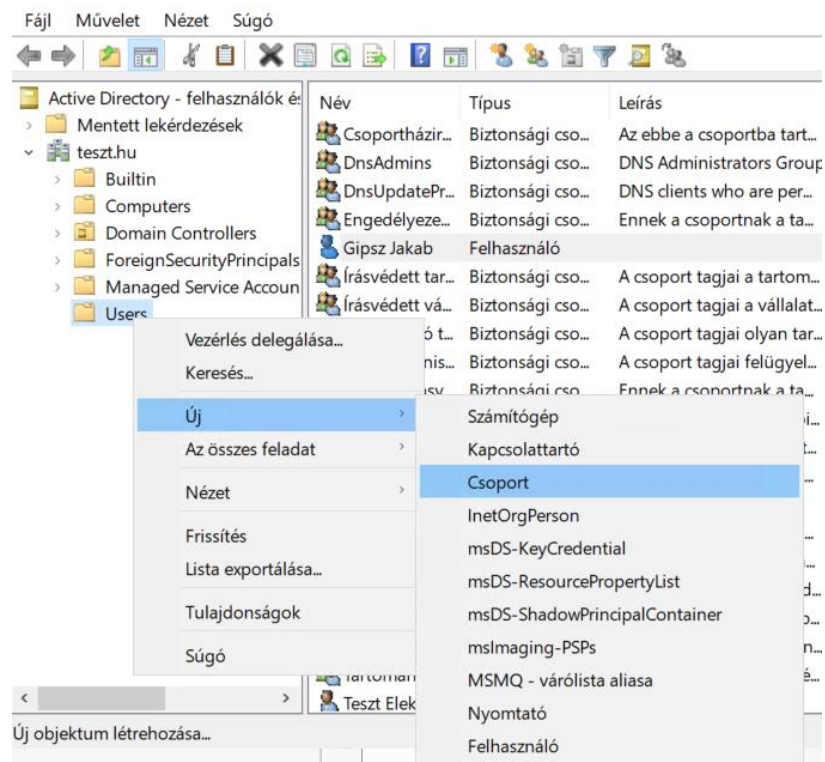 Fájl Művelet Nézet Súgó
Active Directory - felhasználók és
Mentett lekérdezések
teszt.hu
Builtin
Computers
Domain Controllers
ForeignSecurityPrincipals
Managed Service Accoun
Users
Név Típus Leírás
Csoportházir... Biztonsági cso... Az ebbe a csoportba tart...
DnsAdmins Biztonsági cso... DNS Administrators Group
DnsUpdatePr... Biztonsági cso... DNS clients who are per...
Engedélyeze... Biztonsági cso... Ennek a csoportnak a ta...
Gipsz Jakab Felhasználó
Írásvédett tar... Biztonsági cso... A csoport tagjai a tartom...
Írásvédett vá... Biztonsági cso... A csoport tagjai a vállalat...
ó t... Biztonsági cso... A csoport tagjai olyan tar...
nis... Biztonsági cso... A csoport tagjai felügyel...
Biztonsági cso... Ennek a csoportnak a ta...
Vezérlés delegálása...
Keresés...
Új
Az összes feladat
Nézet
Frissítés
Lista exportálása...
Tulajdonságok
Súgó
Számítógép
Kapcsolattartó
Csoport
InetOrgPerson
msDS-KeyCredential
msDS-ResourcePropertyList
msDS-ShadowPrincipalContainer
msImaging-PSPs
MSMQ - várólista aliasa
Nyomtató
Felhasználó
Teszt Elek
Új objektum létrehozása...